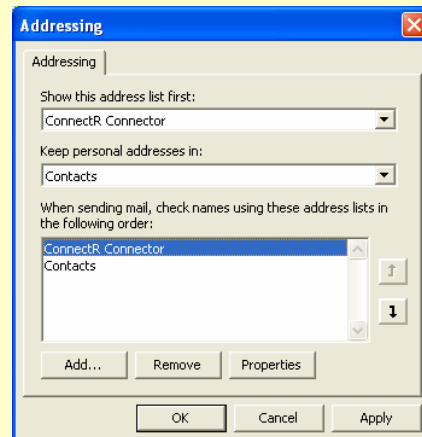 Addressing
Addressing
Show this address list first:
ConnectR Connector
Keep personal addresses in:
Contacts
When sending mail, check names using these address lists in
the following order:
ConnectR Connector
Contacts
Add... Remove Properties
OK Cancel Apply